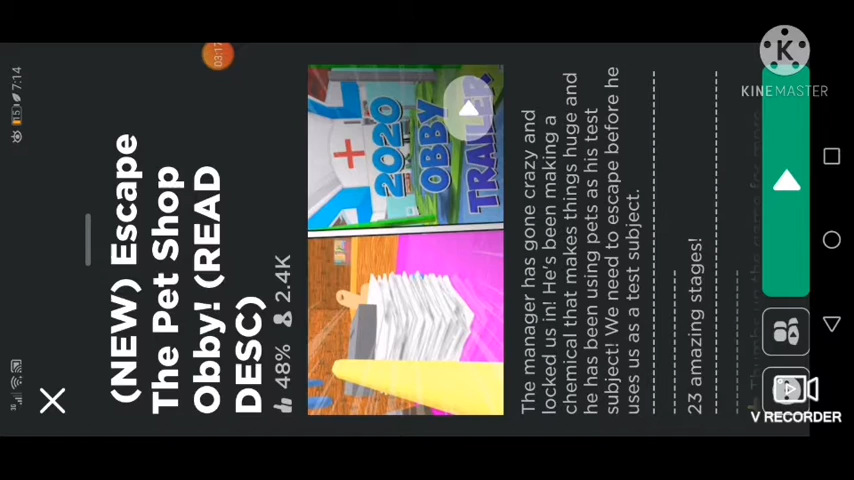 7:14
03:17
(NEW) Escape
The Pet Shop
Obby! (READ
DESC)
48% 2.4K
2020
OBBY
TRAILER
The manager has gone crazy and
locked us in! He's been making a
chemical that makes things huge and
he has been using pets as his test
subject! We need to escape before he
uses us as a test subject.
23 amazing stages!
KINEMASTER
V RECORDER